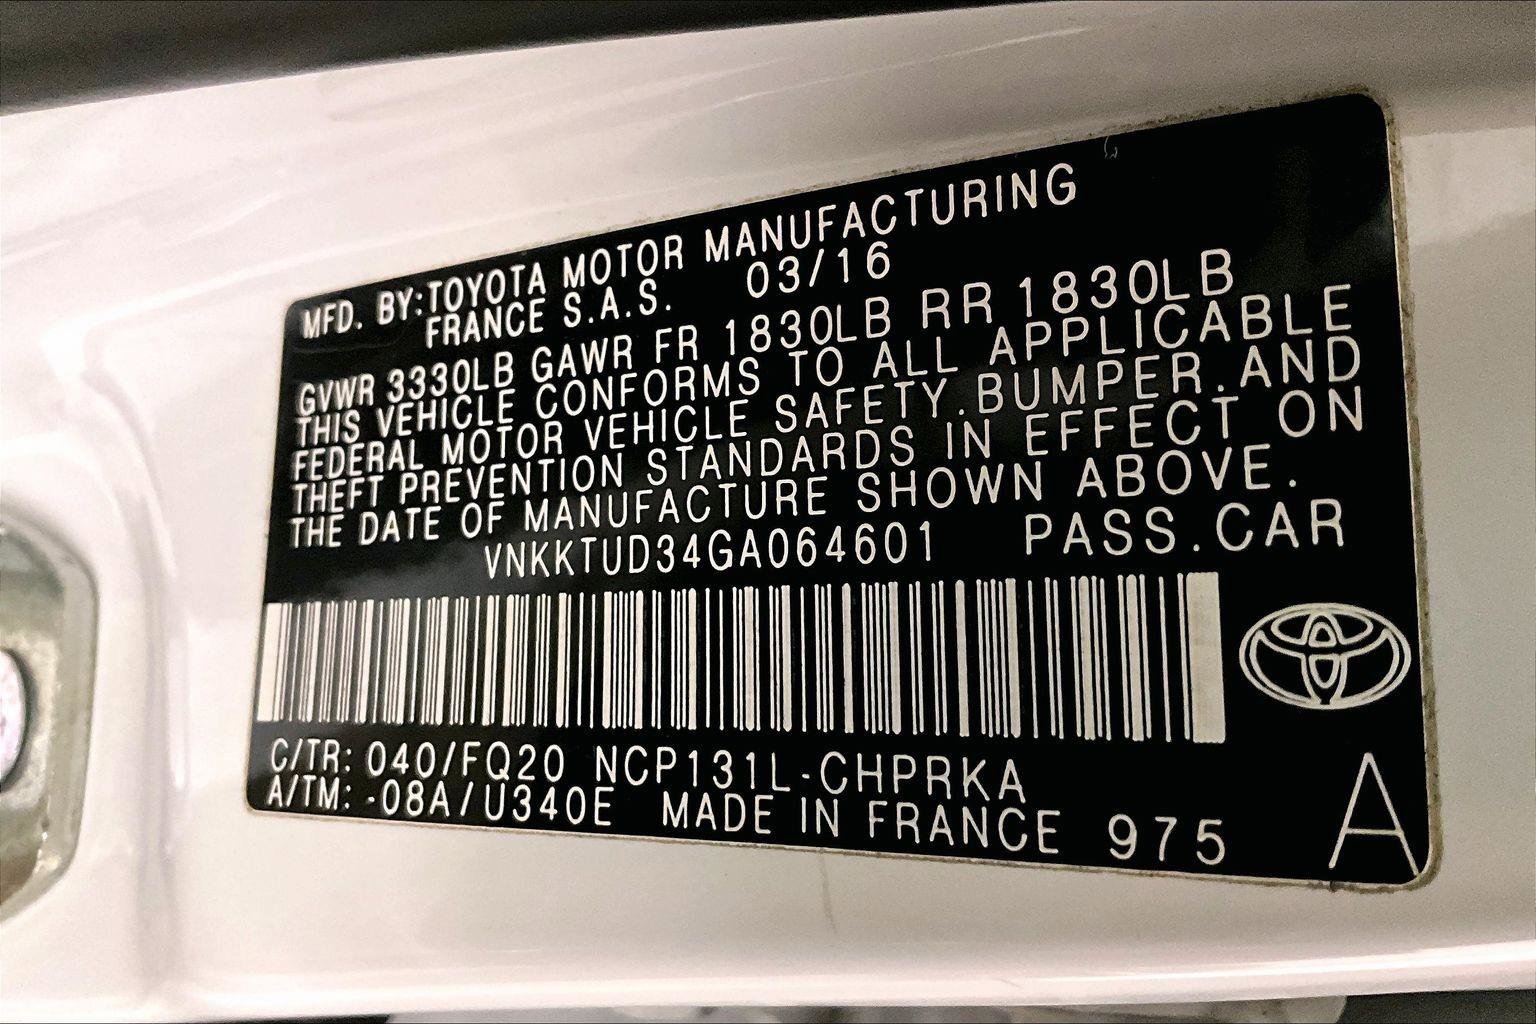 MFD. BY:TOYOTA MOTOR MANUFACTURING
FRANCE S.A.S. 03/16
GVWR 3330LB GAWR FR 1830LB RR 1830LB
THIS VEHICLE CONFORMS TO ALL APPLICABLE
FEDERAL MOTOR VEHICLE SAFETY.BUMPER.AND
THEFT PREVENTION STANDARDS IN EFFECT ON
THE DATE OF MANUFACTURE SHOWN ABOVE.
VNKKTUD34GA064601 PASS.CAR
C/TR: 040/FQ20 NCP131L-CHPRKA
A/TM: -08A/U340E MADE IN FRANCE 975 A